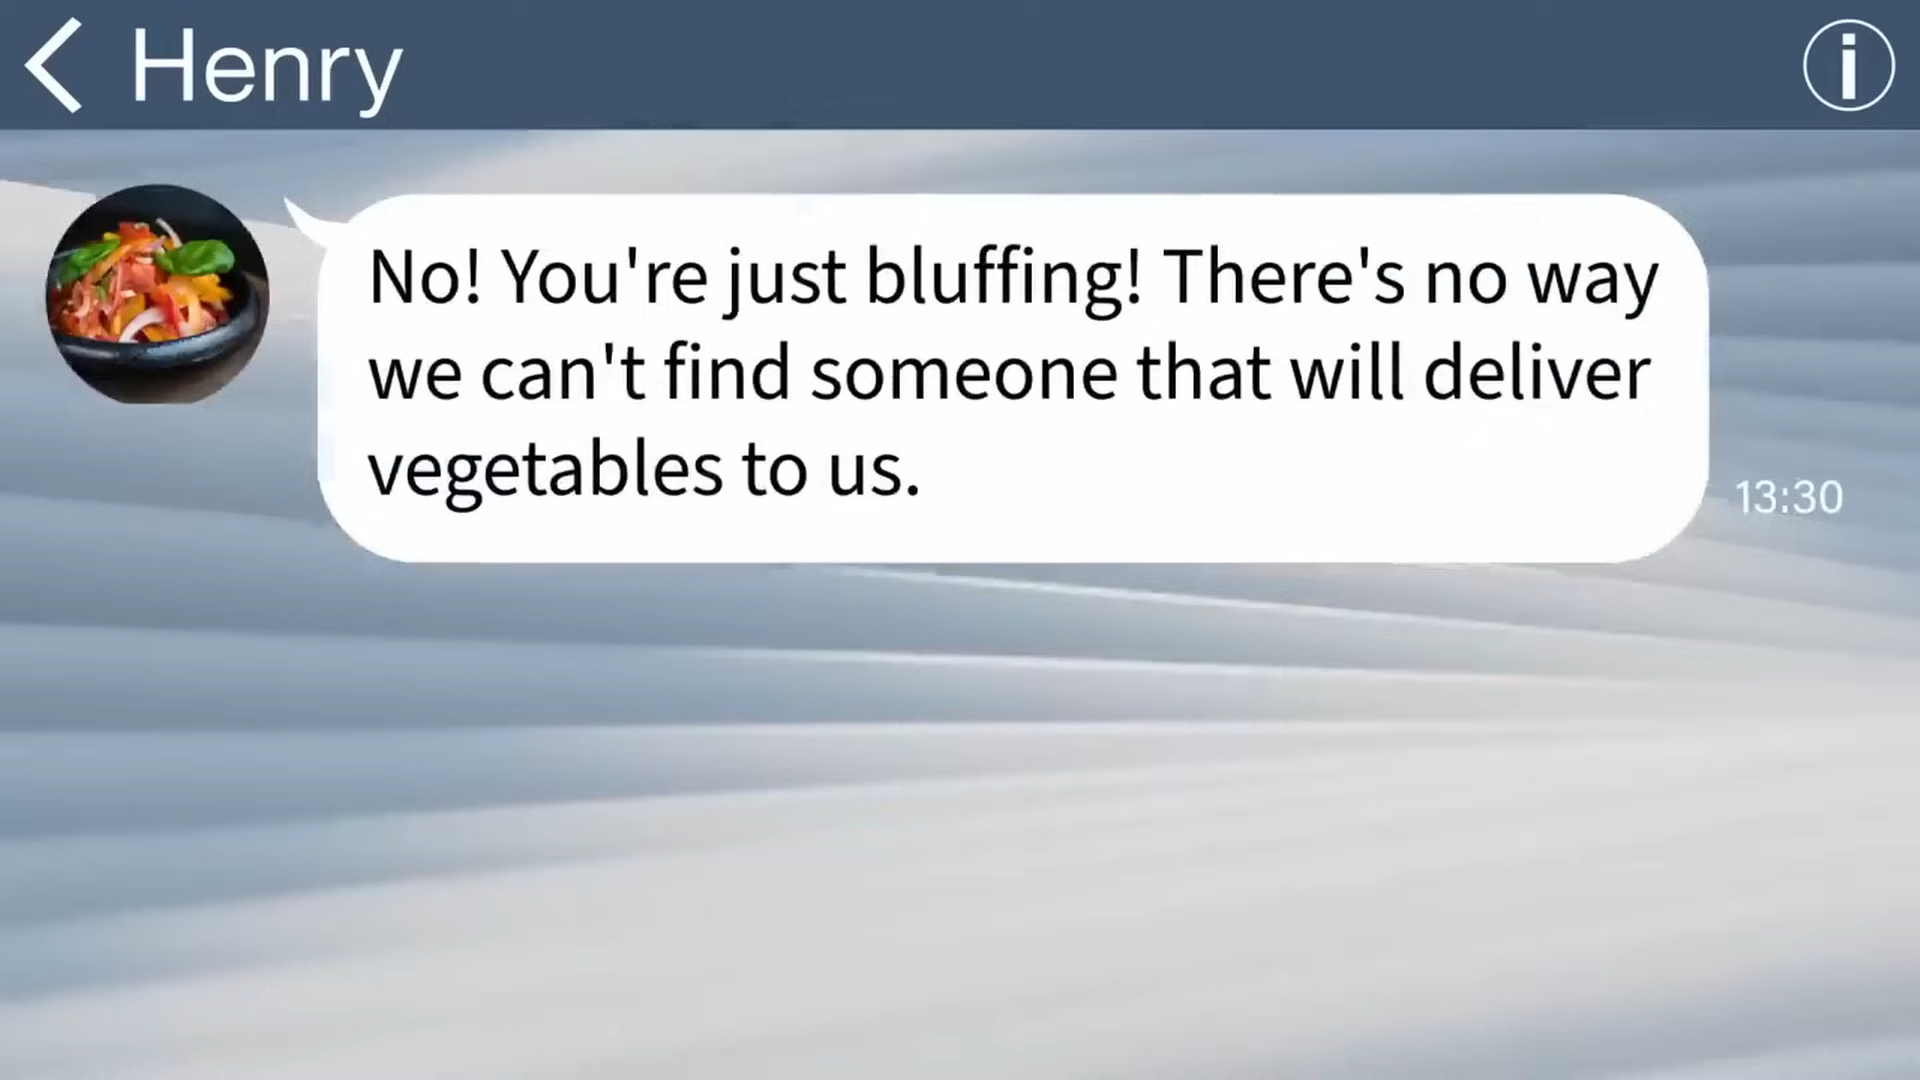 Henry
No! You're just bluffing! There's no way
we can't find someone that will deliver
vegetables to us.
13:30